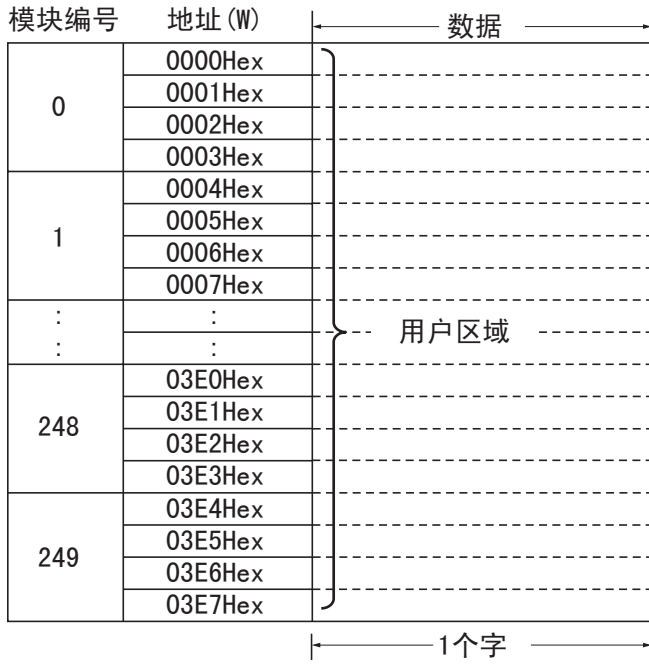 模块编号 地址(W) 数据
0000Hex
0001Hex
0 0002Hex
0003Hex
0004Hex
0005Hex
1 0006Hex
0007Hex
: :
: : 用户区域
03E0Hex
03E1Hex
248 03E2Hex
03E3Hex
03E4Hex
03E5Hex
249 03E6Hex
03E7Hex
1个字